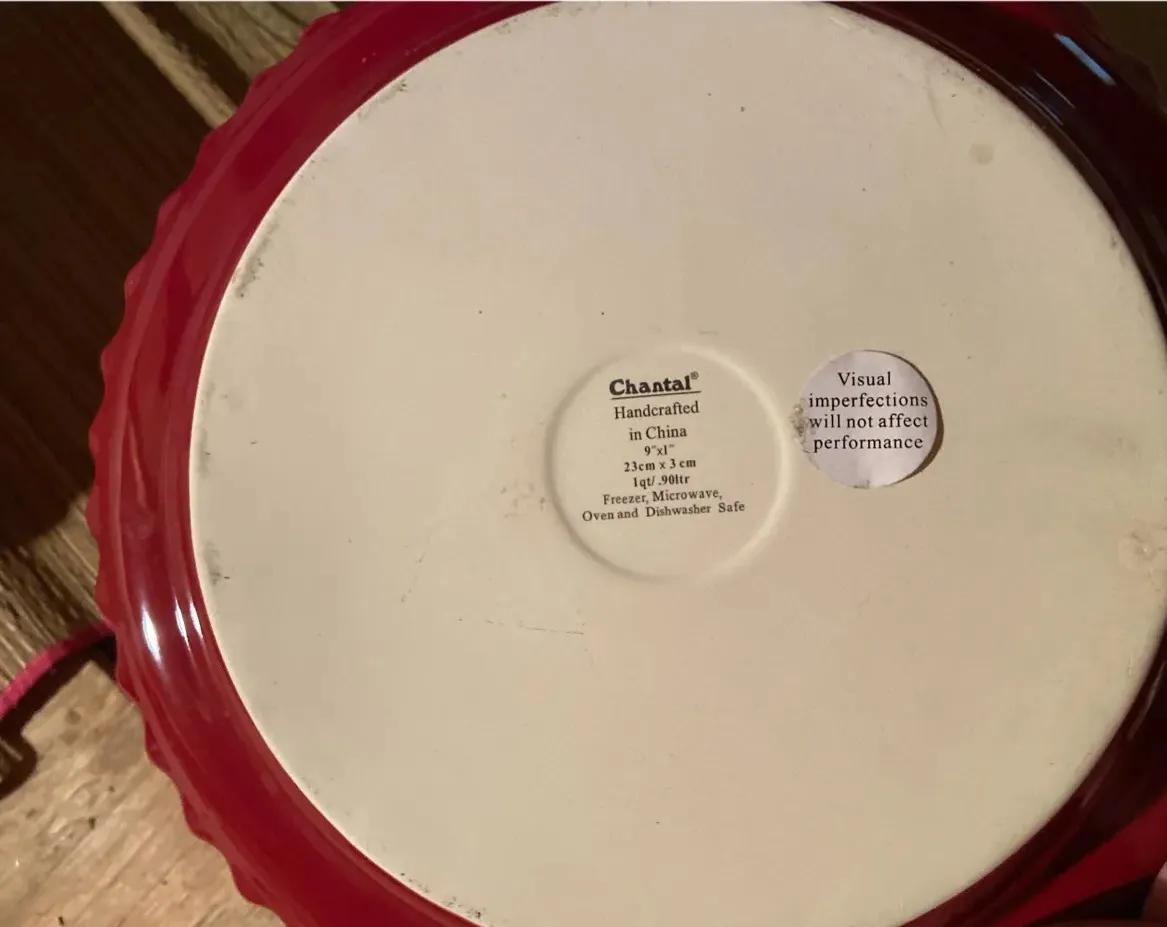 Chantal®
Handcrafted
in China
9"x1"
23cm x 3 cm
1qt/ .90ltr
Freezer, Microwave,
Oven and Dishwasher Safe
Visual
imperfections
will not affect
performance